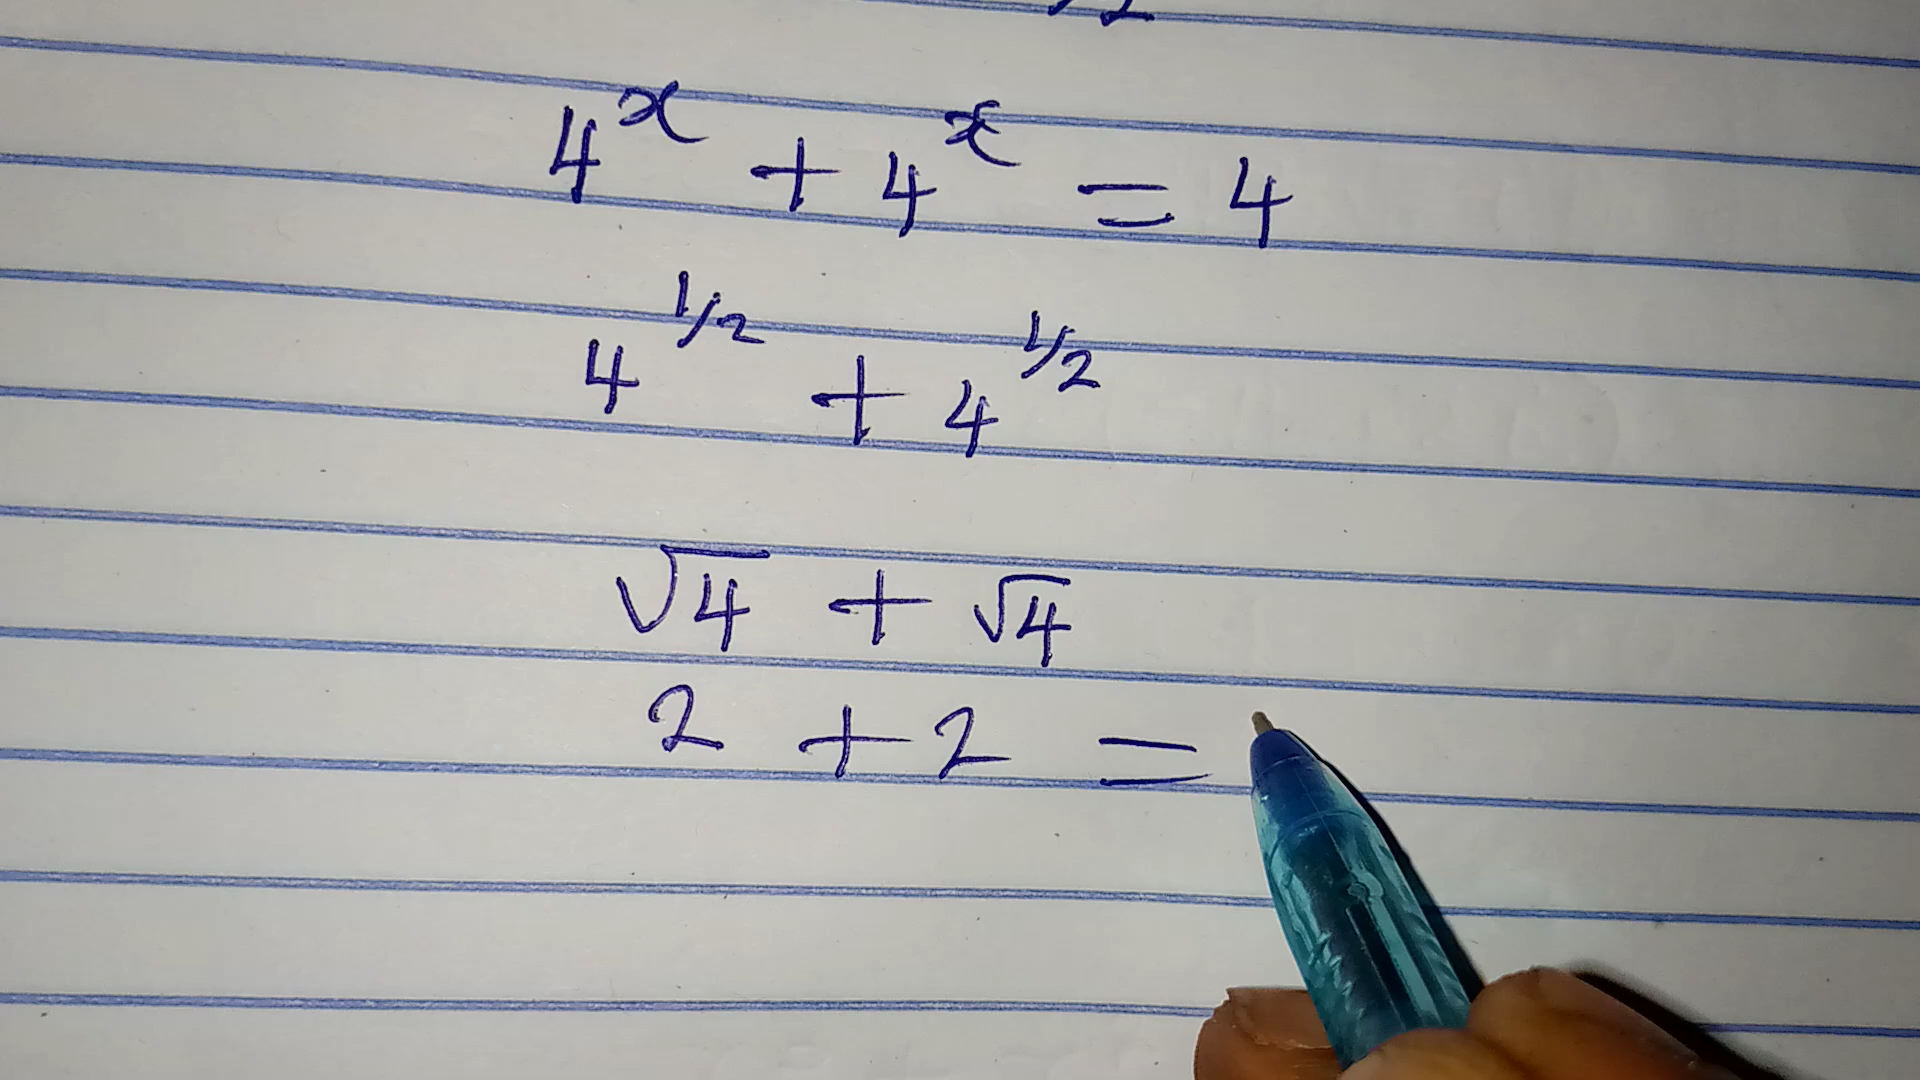 4^x + 4^x = 4
4^1/2 + 4^1/2
√4 + √4
2 + 2 =